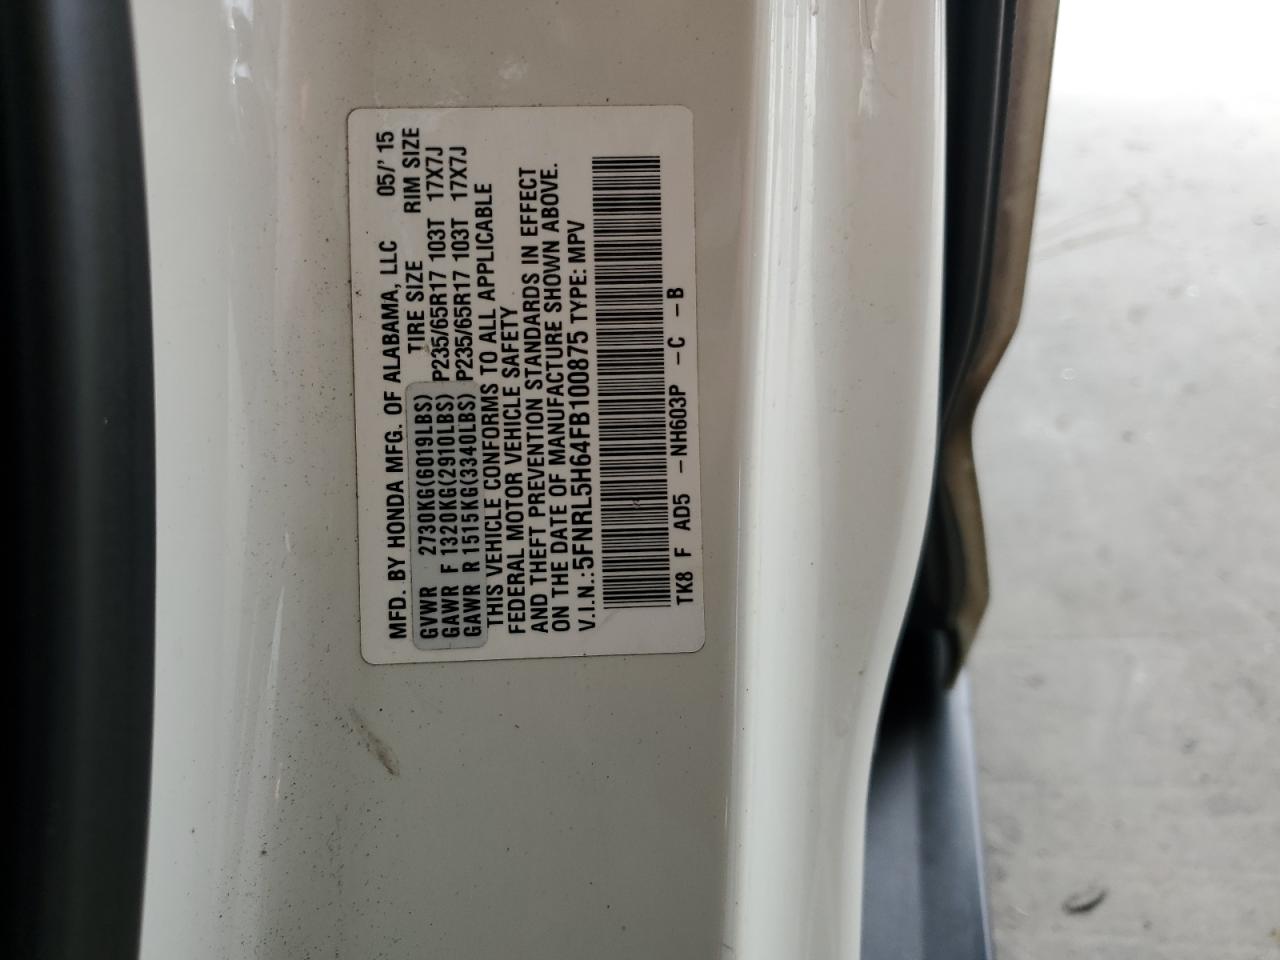 MFD. BY HONDA MFG. OF ALABAMA, LLC 05/' 15
TIRE SIZE RIM SIZE
GVWR 2730KG(6019LBS)
GAWR F 1320KG(2910LBS) P235/65R17 103T 17X7J
GAWR R 1515KG(3340LBS) P235/65R17 103T 17X7J
THIS VEHICLE CONFORMS TO ALL APPLICABLE
FEDERAL MOTOR VEHICLE SAFETY
AND THEFT PREVENTION STANDARDS IN EFFECT
ON THE DATE OF MANUFACTURE SHOWN ABOVE.
V.I.N.:5FNRL5H64FB100875 TYPE: MPV
TK8 F AD5 -NH603P -C -B